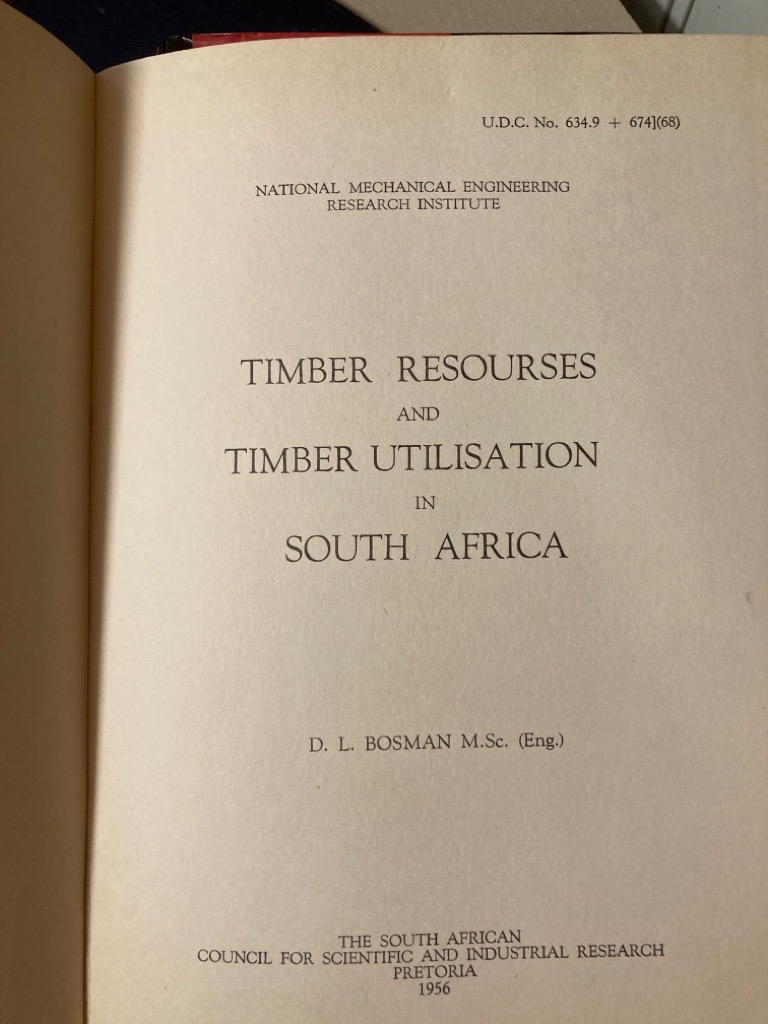 U.D.C. No. 634.9 + 674](68)
NATIONAL MECHANICAL ENGINEERING
RESEARCH INSTITUTE
TIMBER RESOURSES
AND
TIMBER UTILISATION
IN
SOUTH AFRICA
D. L. BOSMAN M.Sc. (Eng.)
THE SOUTH AFRICAN
COUNCIL FOR SCIENTIFIC AND INDUSTRIAL RESEARCH
PRETORIA
1956